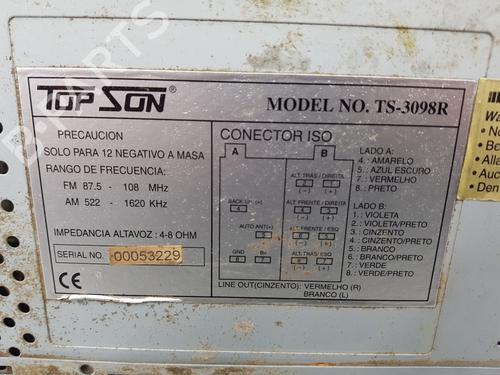 TOP SON®
MODEL NO. TS-3098R
PRECAUCION
SOLO PARA 12 NEGATIVO A MASA
RANGO DE FRECUENCIA:
FM 87.5 - 108 MHz
AM 522 - 1620 KHz
IMPEDANCIA ALTAVOZ : 4-8 OHM
SERIAL NO. 00053229
CE
CONECTOR ISO
A
B
ALT. TRAS / DIREITA
ALT. FRENTE / DIREITA
BACK UP (+)
4
AUTO ANT(+)
ALT. FRENTE / ESQ
GND
B+
ALT. TRAS/ ESQ
LINE OUT(CINZENTO): VERMELHO (R)
BRANCO (L)
LADO A:
4. : AMARELO
5. : AZUL ESCURO
7. : VERMELHO
8. : PRETO
LADO B:
1. : VIOLETA
2. : VIOLETA/PRETO
3. : CINZENTO
4. : CINZENTO/PRETO
5. : BRANCO
6. : BRANCO/PRETO
7. : VERDE
8. : VERDE/PRETO
B-PARTS